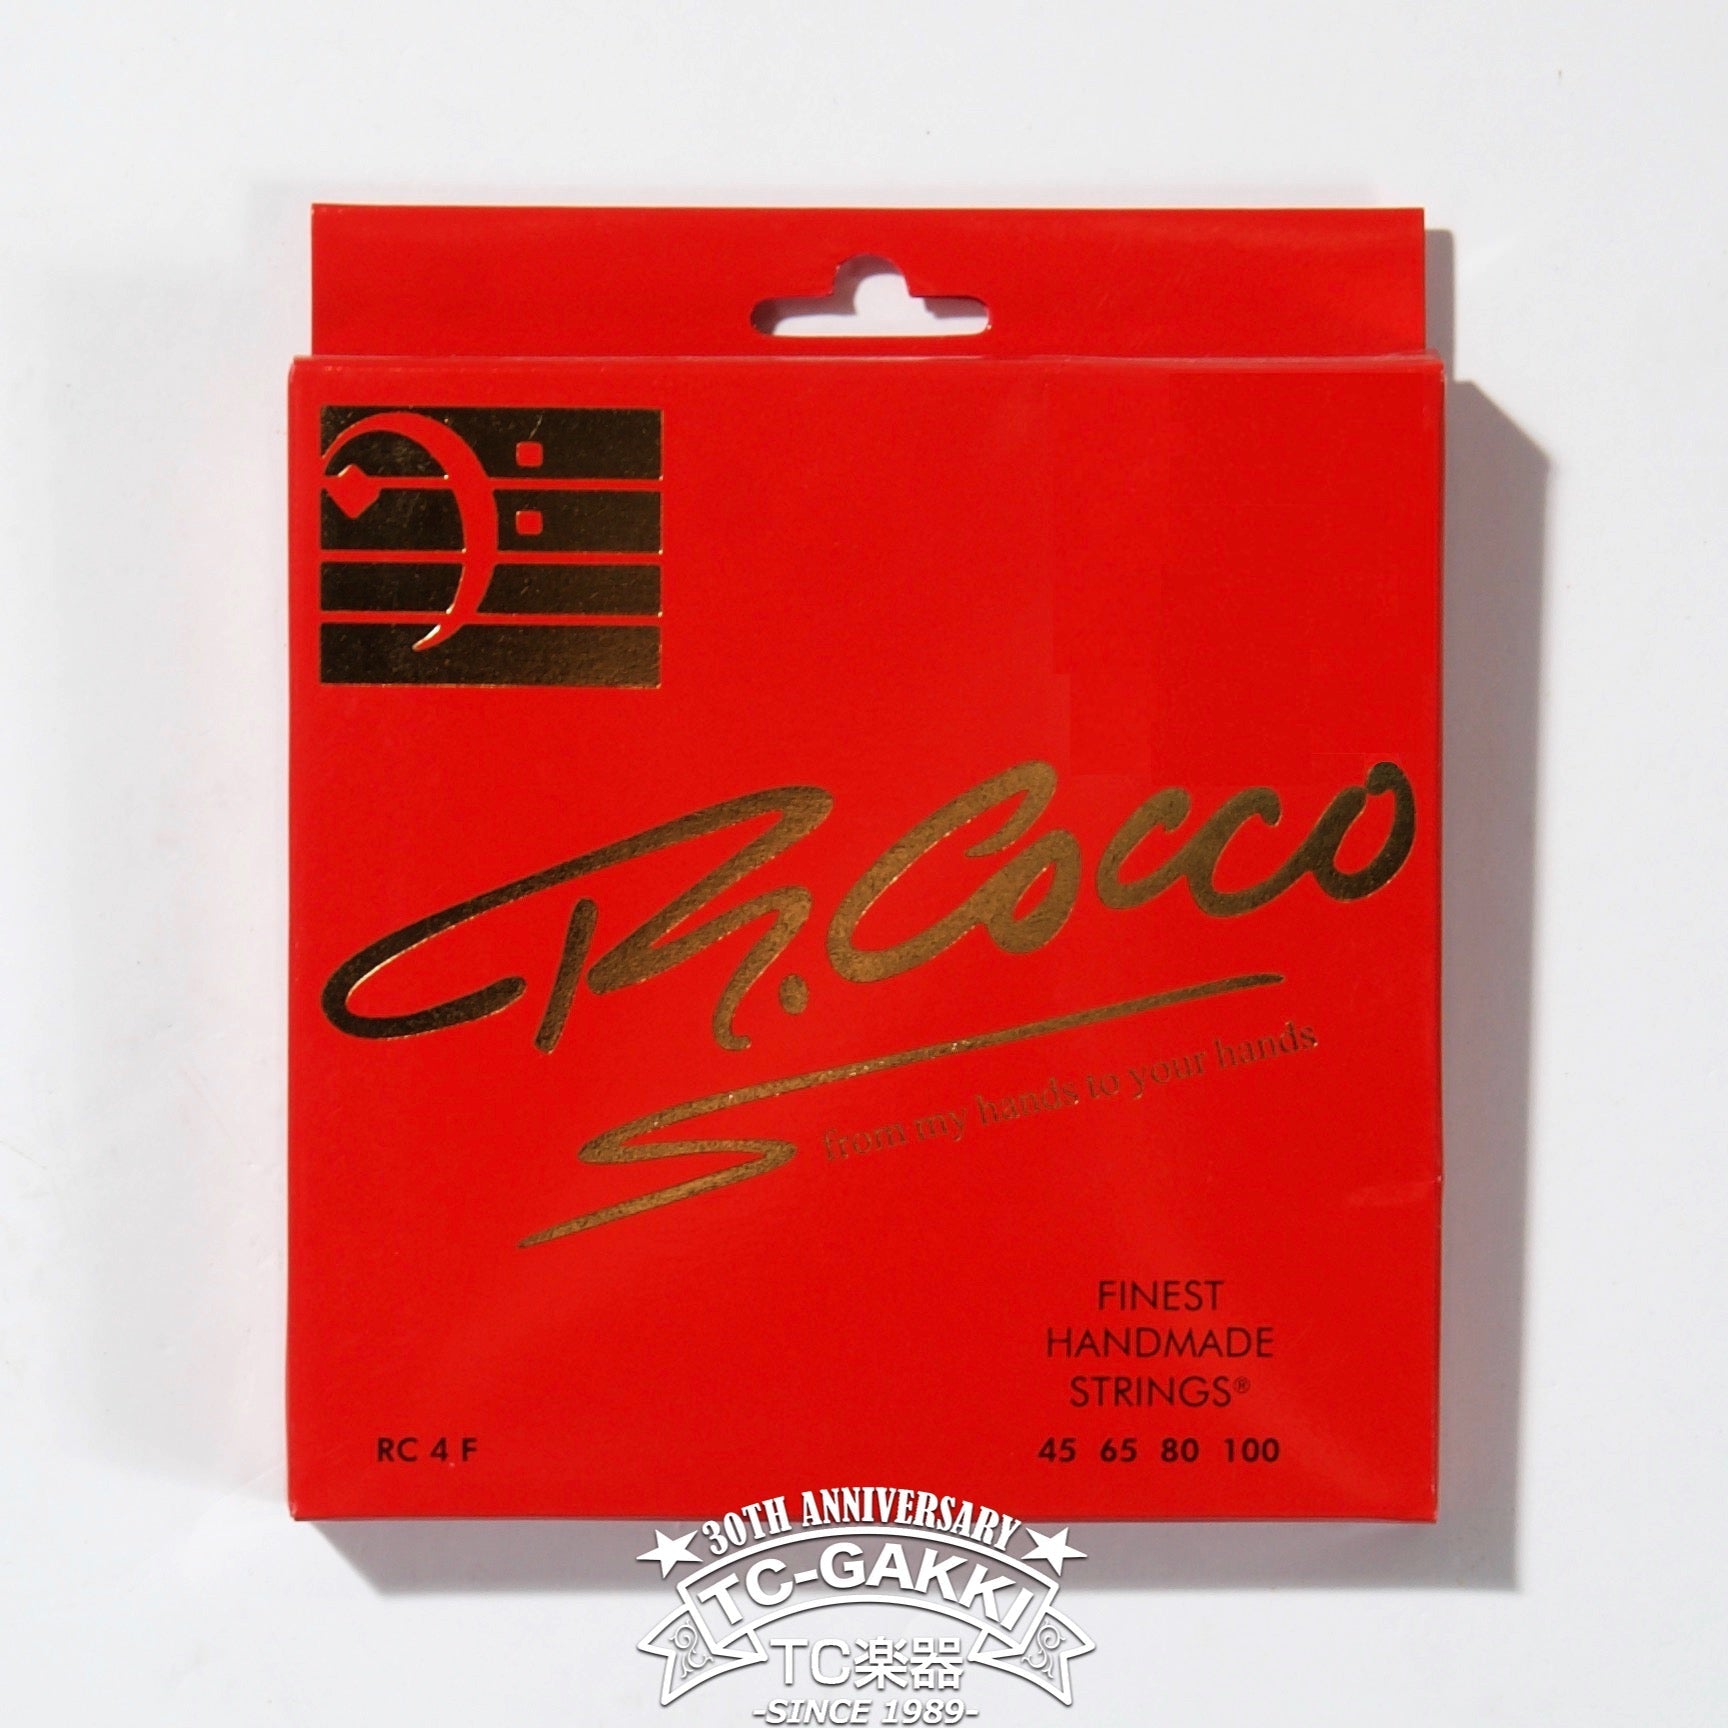 R. Cocco
from my hands to your hands
FINEST
HANDMADE
STRINGS®
RC 4 F
45 65 80 100
30TH ANNIVERSARY
TC-GAKKI
TC楽器
-SINCE 1989-